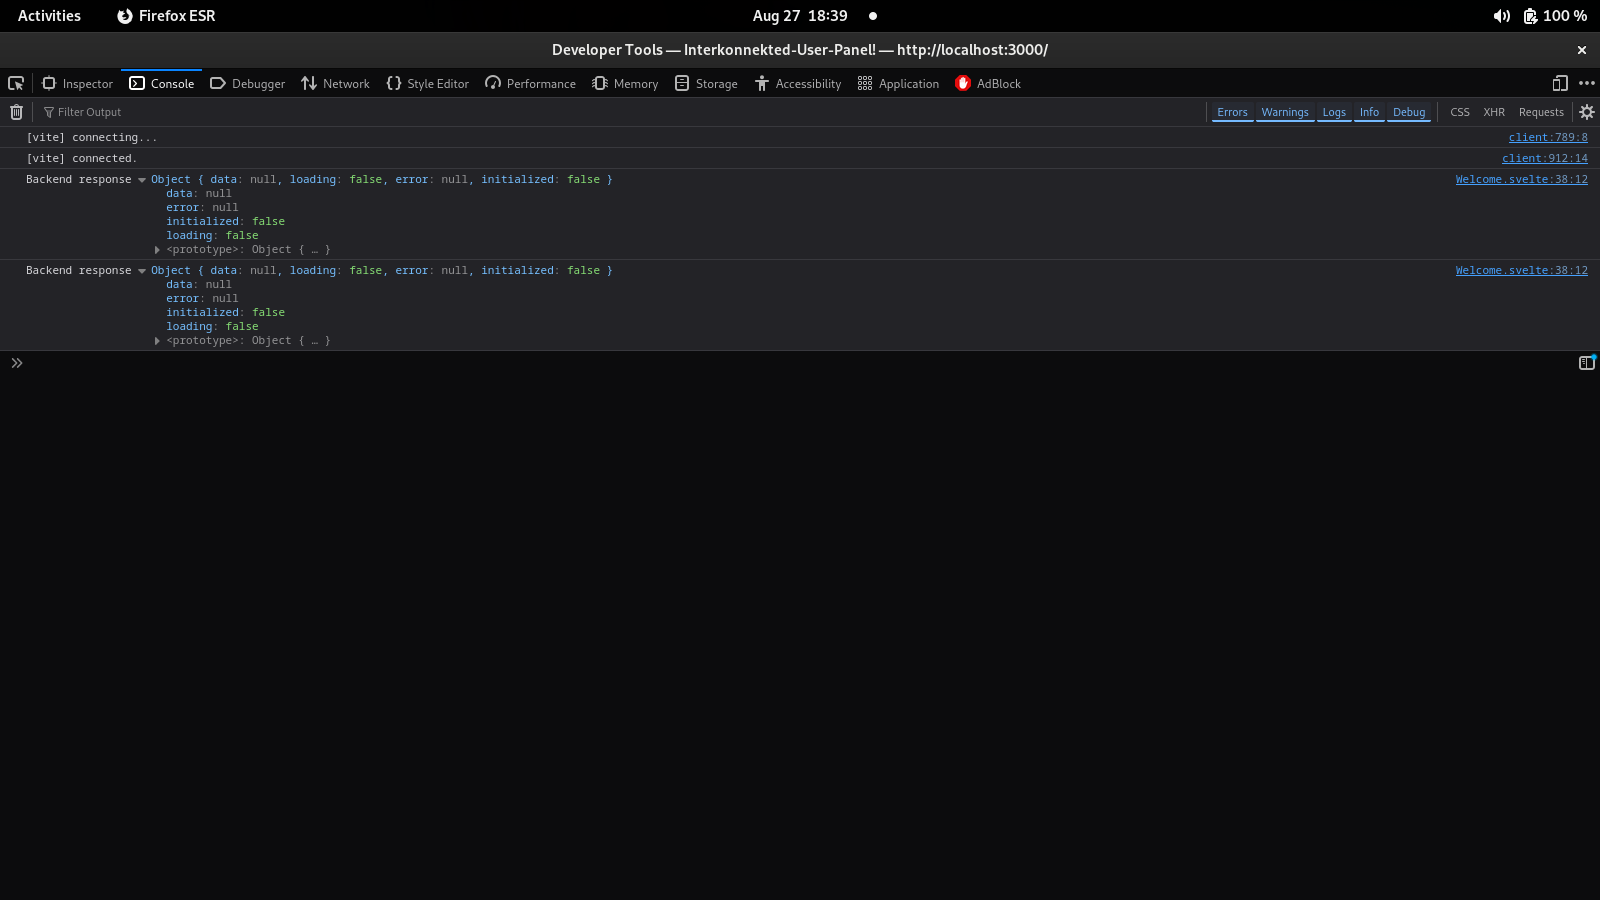 Activities Firefox ESR Aug 27 18:39 100 %
Developer Tools — Interkonnekted-User-Panel! — http://localhost:3000/
Inspector Console Debugger Network Style Editor Performance Memory Storage Accessibility Application AdBlock
Filter Output Errors Warnings Logs Info Debug CSS XHR Requests
[vite] connecting... client:789:8
[vite] connected. client:912:14
Backend response Object { data: null, loading: false, error: null, initialized: false } Welcome.svelte:38:12
data: null
error: null
initialized: false
loading: false
<prototype>: Object { … }
Backend response Object { data: null, loading: false, error: null, initialized: false } Welcome.svelte:38:12
data: null
error: null
initialized: false
loading: false
<prototype>: Object { … }